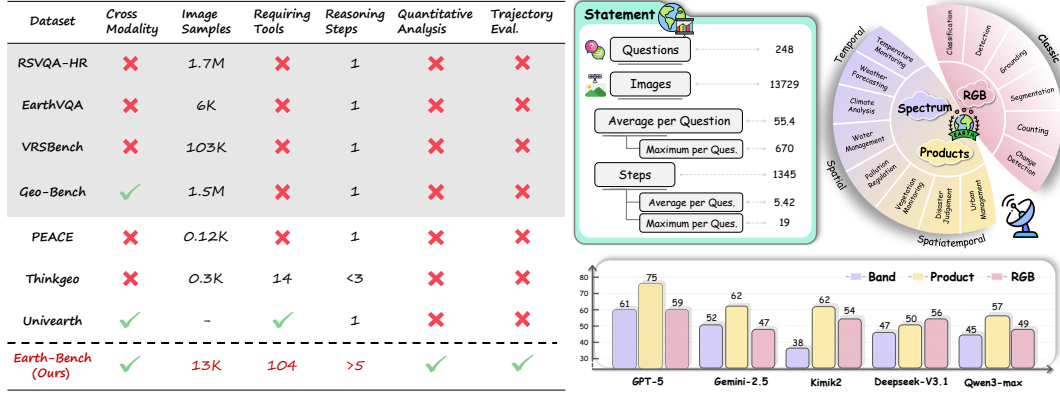 Dataset Cross Modality Image Samples Requiring Tools Reasoning Steps Quantitative Analysis Trajectory Eval.
RSVQA-HR 1.7M 1
EarthVQA 6K 1
VRSBench 103K 1
Geo-Bench 1.5M 1
PEACE 0.12K 1
Thinkgeo 0.3K 14 <3
Univearth - 1
Earth-Bench (Ours) 13K 104 >5
Statement
Questions 248
Images 13729
Average per Question 55.4
Maximum per Ques. 670
Steps 1345
Average per Ques. 5.42
Maximum per Ques. 19
Temporal
Spatial
Spatiotemporal
Classic
Temperature Monitoring
Weather Forecasting
Climate Analysis
Water Management
Pollution Regulation
Vegetation Monitoring
Disaster Judgement
Urban Management
Classification
Detection
Grounding
Segmentation
Counting
Change Detection
Spectrum
RGB
Products
EARTH
Band Product RGB
80
70
60
50
40
30
61 75 59
52 62 47
38 62 54
47 50 56
45 57 49
GPT-5 Gemini-2.5 Kimik2 Deepseek-V3.1 Qwen3-max